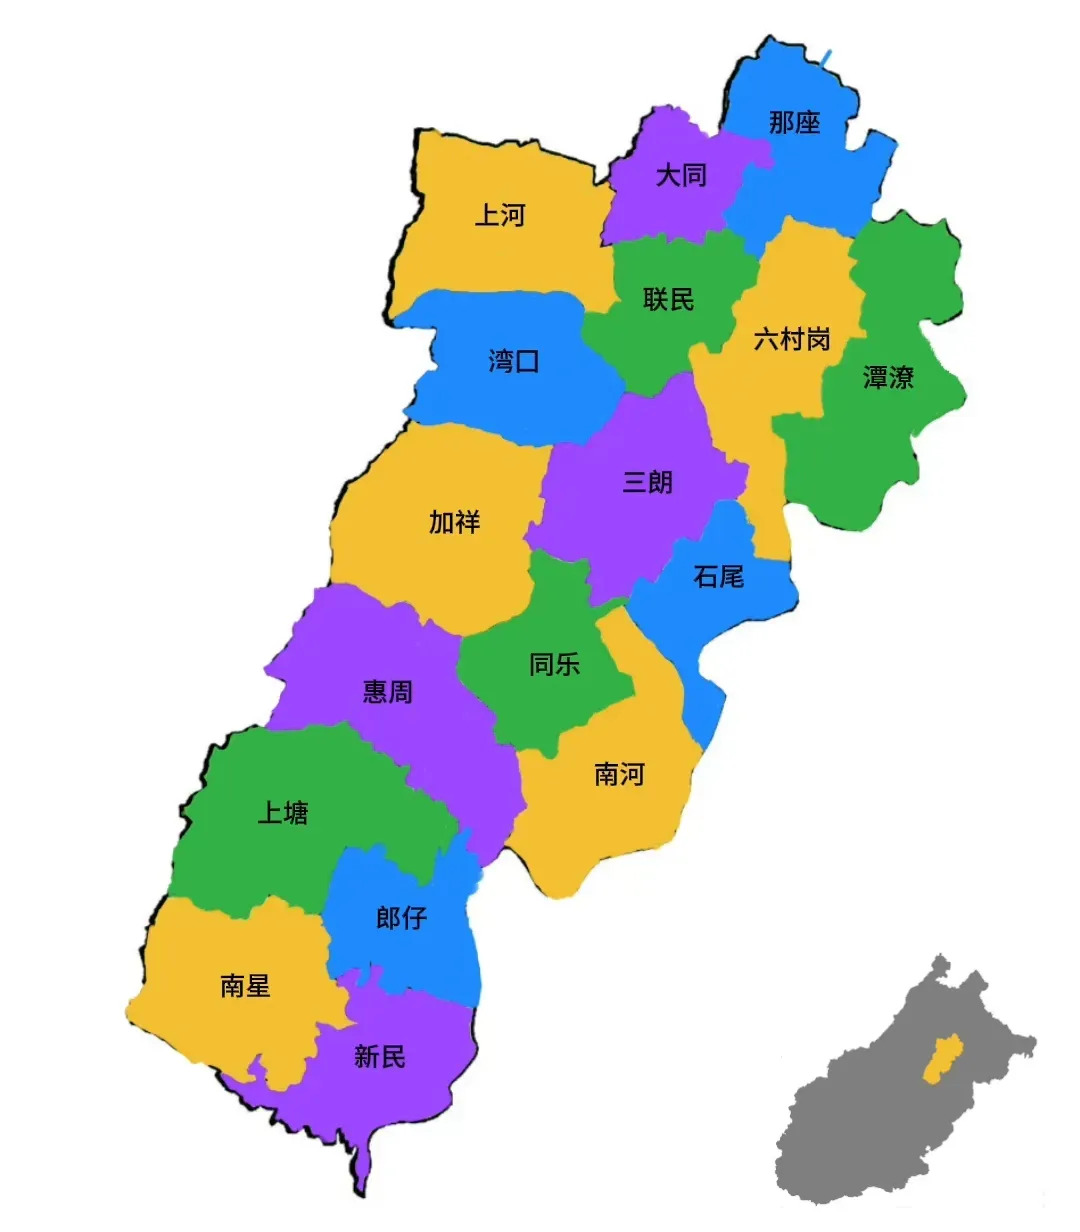 那座
大同
上河
联民
六村岗
湾口
潭潦
三朗
加祥
石尾
同乐
惠周
南河
上塘
郎仔
南星
新民